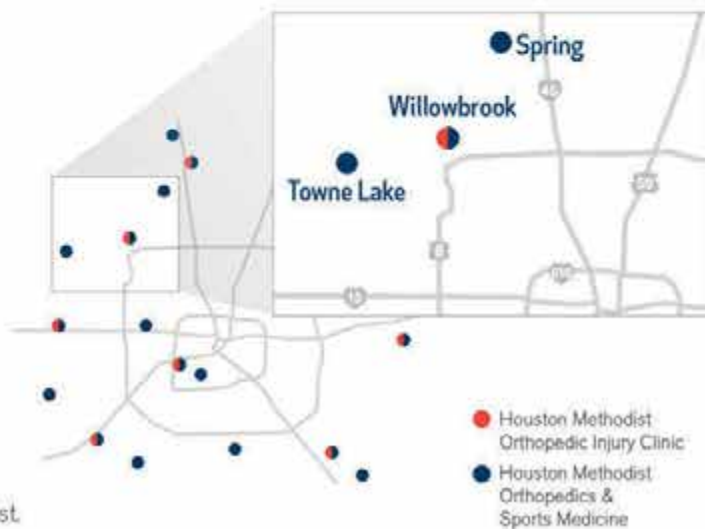 Spring
Willowbrook
Towne Lake
Houston Methodist
Orthopedic Injury Clinic
Houston Methodist
Orthopedics &
Sports Medicine